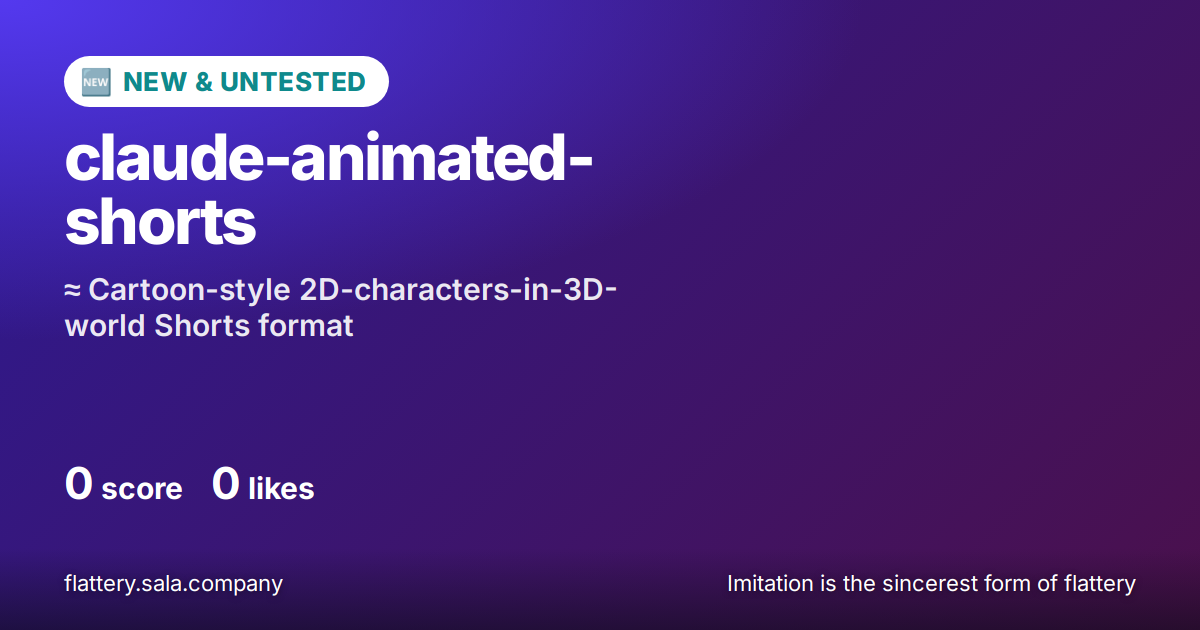 🆕 NEW & UNTESTED
claude-animated-
shorts
≈ Cartoon-style 2D-characters-in-3D-
world Shorts format
0 score 0 likes
flattery.sala.company
Imitation is the sincerest form of flattery